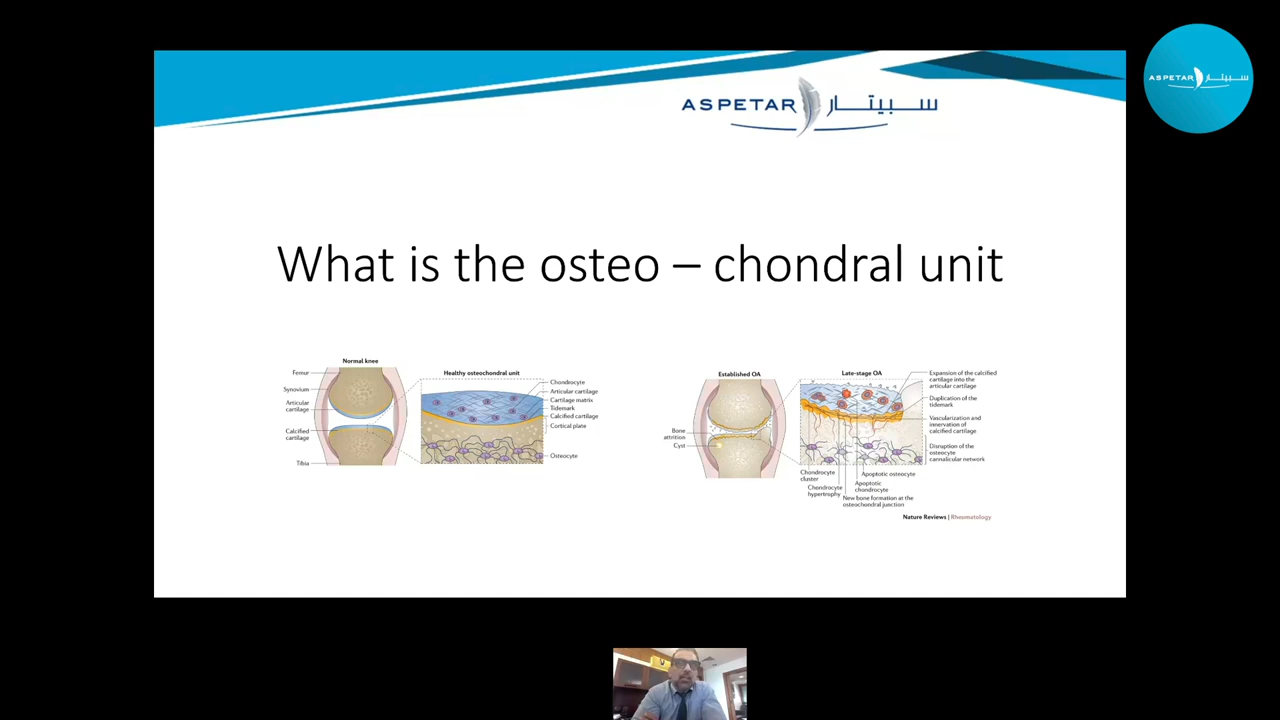 ASPETAR سبيتار
ASPETAR سبيتار
What is the osteo – chondral unit
Normal knee
Femur
Synovium
Articular
cartilage
Calcified
cartilage
Tibia
Healthy osteochondral unit
Chondrocyte
Articular cartilage
Cartilage matrix
Tidemark
Calcified cartilage
Cortical plate
Osteocyte
Established OA
Bone
attrition
Cyst
Late-stage OA
Expansion of the calcified
cartilage into the
articular cartilage
Duplication of the
tidemark
Vascularization and
innervation of
calcified cartilage
Disruption of the
osteocyte
cannalicular network
Chondrocyte
cluster
Chondrocyte
hypertrophy
Apoptotic osteocyte
Apoptotic
chondrocyte
New bone formation at the
osteochondral junction
Nature Reviews | Rheumatology